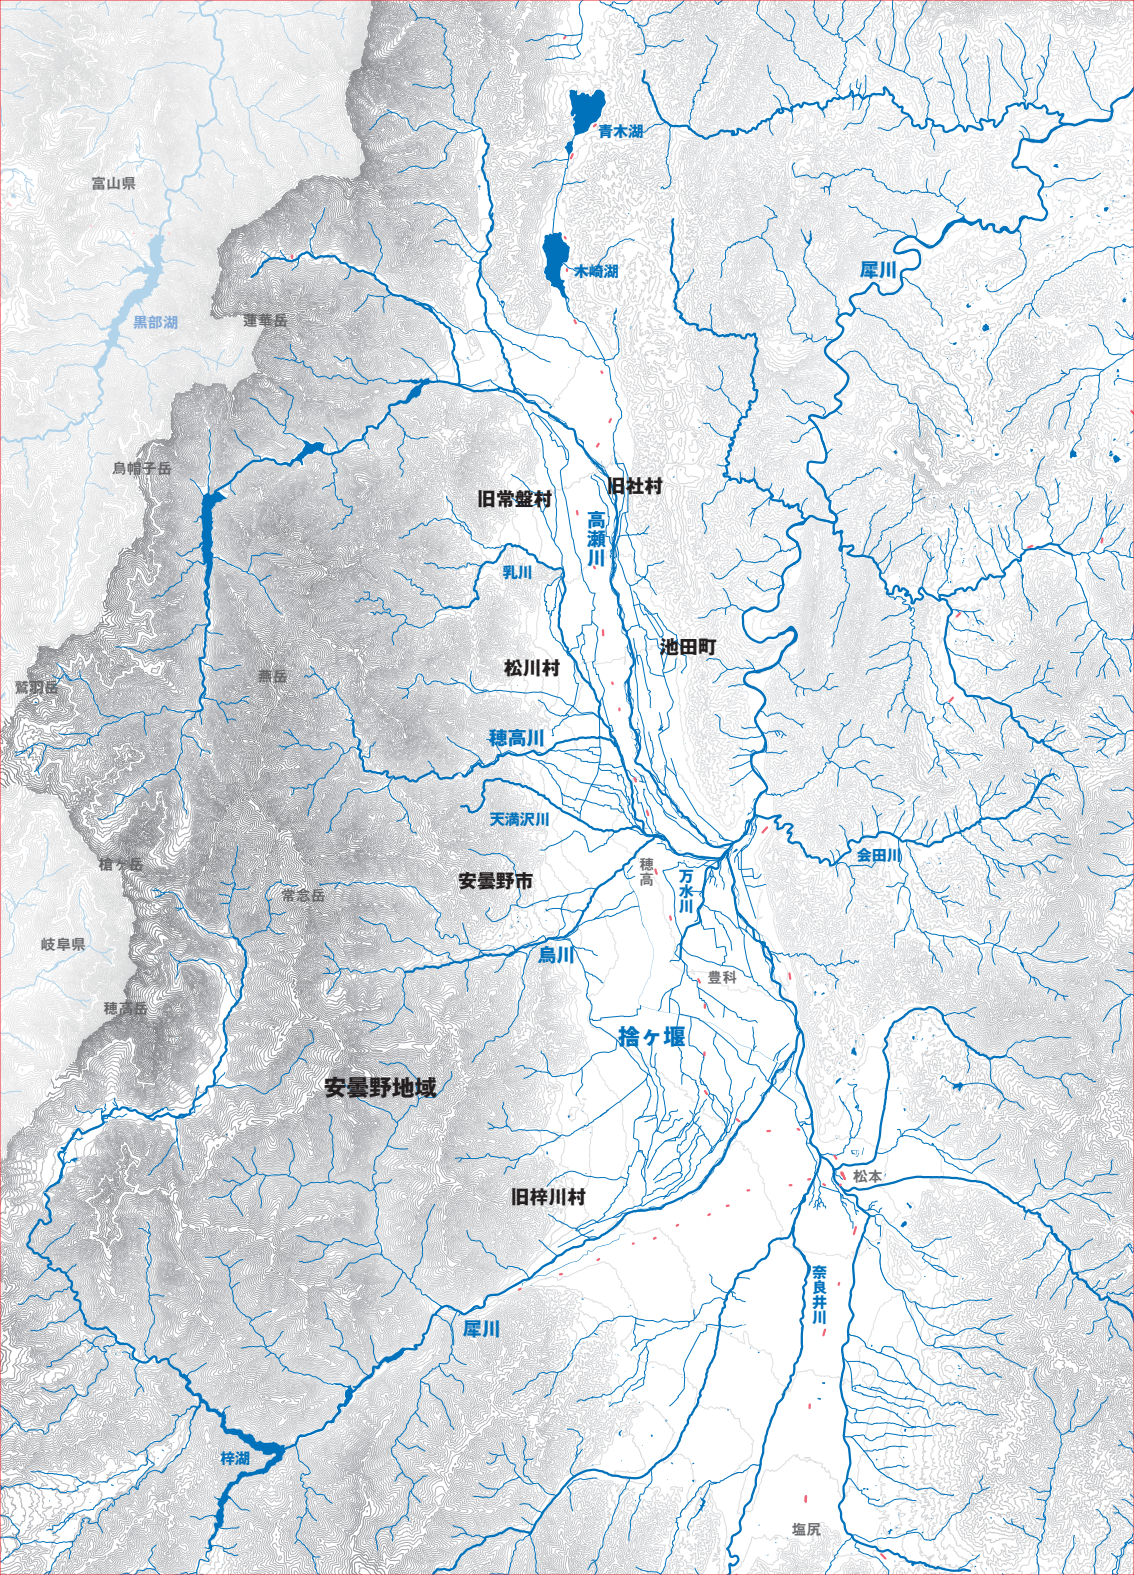 青木湖
富山県
木崎湖
犀川
黒部湖
蓮華岳
烏帽子岳
旧社村
旧常盤村
高瀬川
乳川
池田町
松川村
燕岳
鷲羽岳
穂高川
天満沢川
会田川
槍ヶ岳
穂高
安曇野市
万水川
常念岳
岐阜県
烏川
豊科
穂高岳
捨ヶ堰
安曇野地域
松本
旧梓川村
奈良井川
犀川
梓湖
塩尻